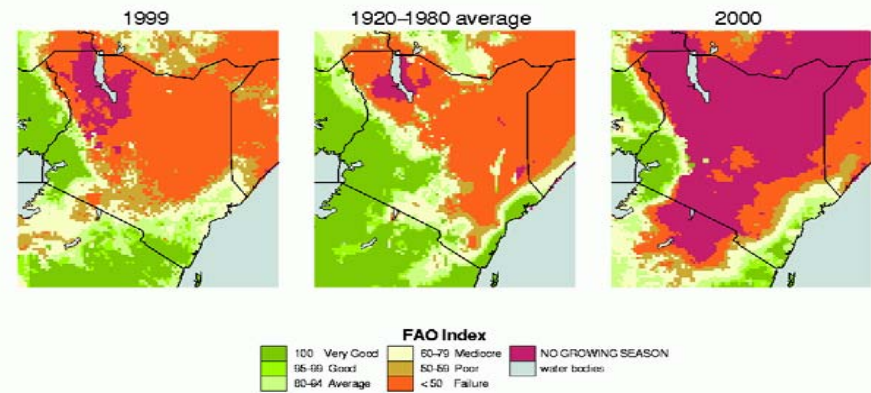 1999
1920–1980 average
2000
FAO Index
100 Very Good
95-99 Good
80-94 Average
60-79 Mediocre
50-59 Poor
<50 Failure
NO GROWING SEASON
water bodies